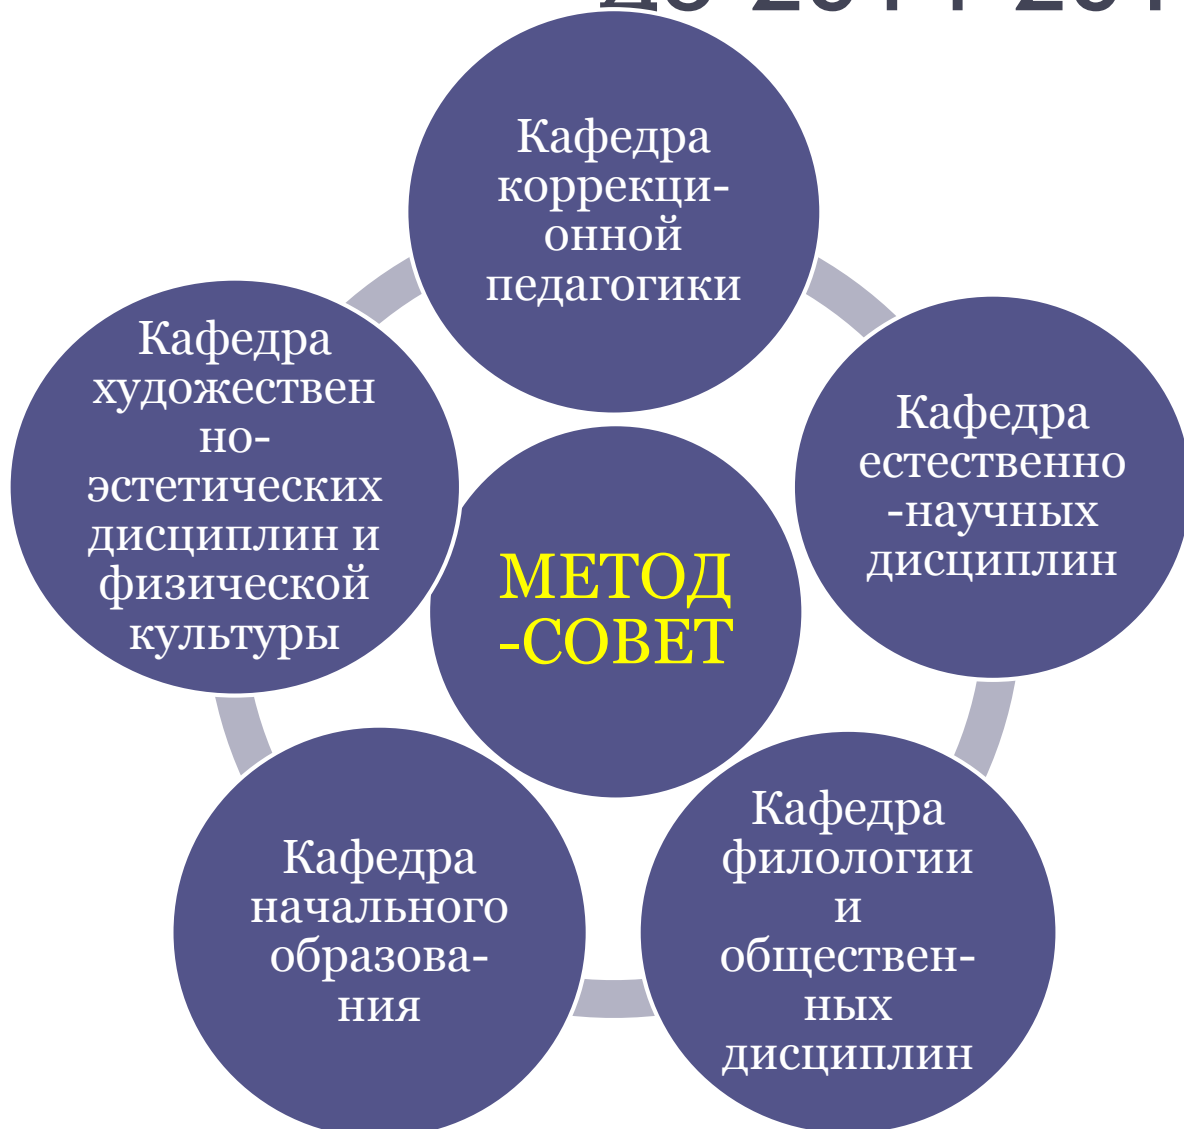 Кафедра
коррекци-
онной
педагогики
Кафедра
естественно
-научных
дисциплин
Кафедра
филологии
и
обществен-
ных
дисциплин
Кафедра
начального
образова-
ния
Кафедра
художествен
но-
эстетических
дисциплин и
физической
культуры
МЕТОД
-СОВЕТ